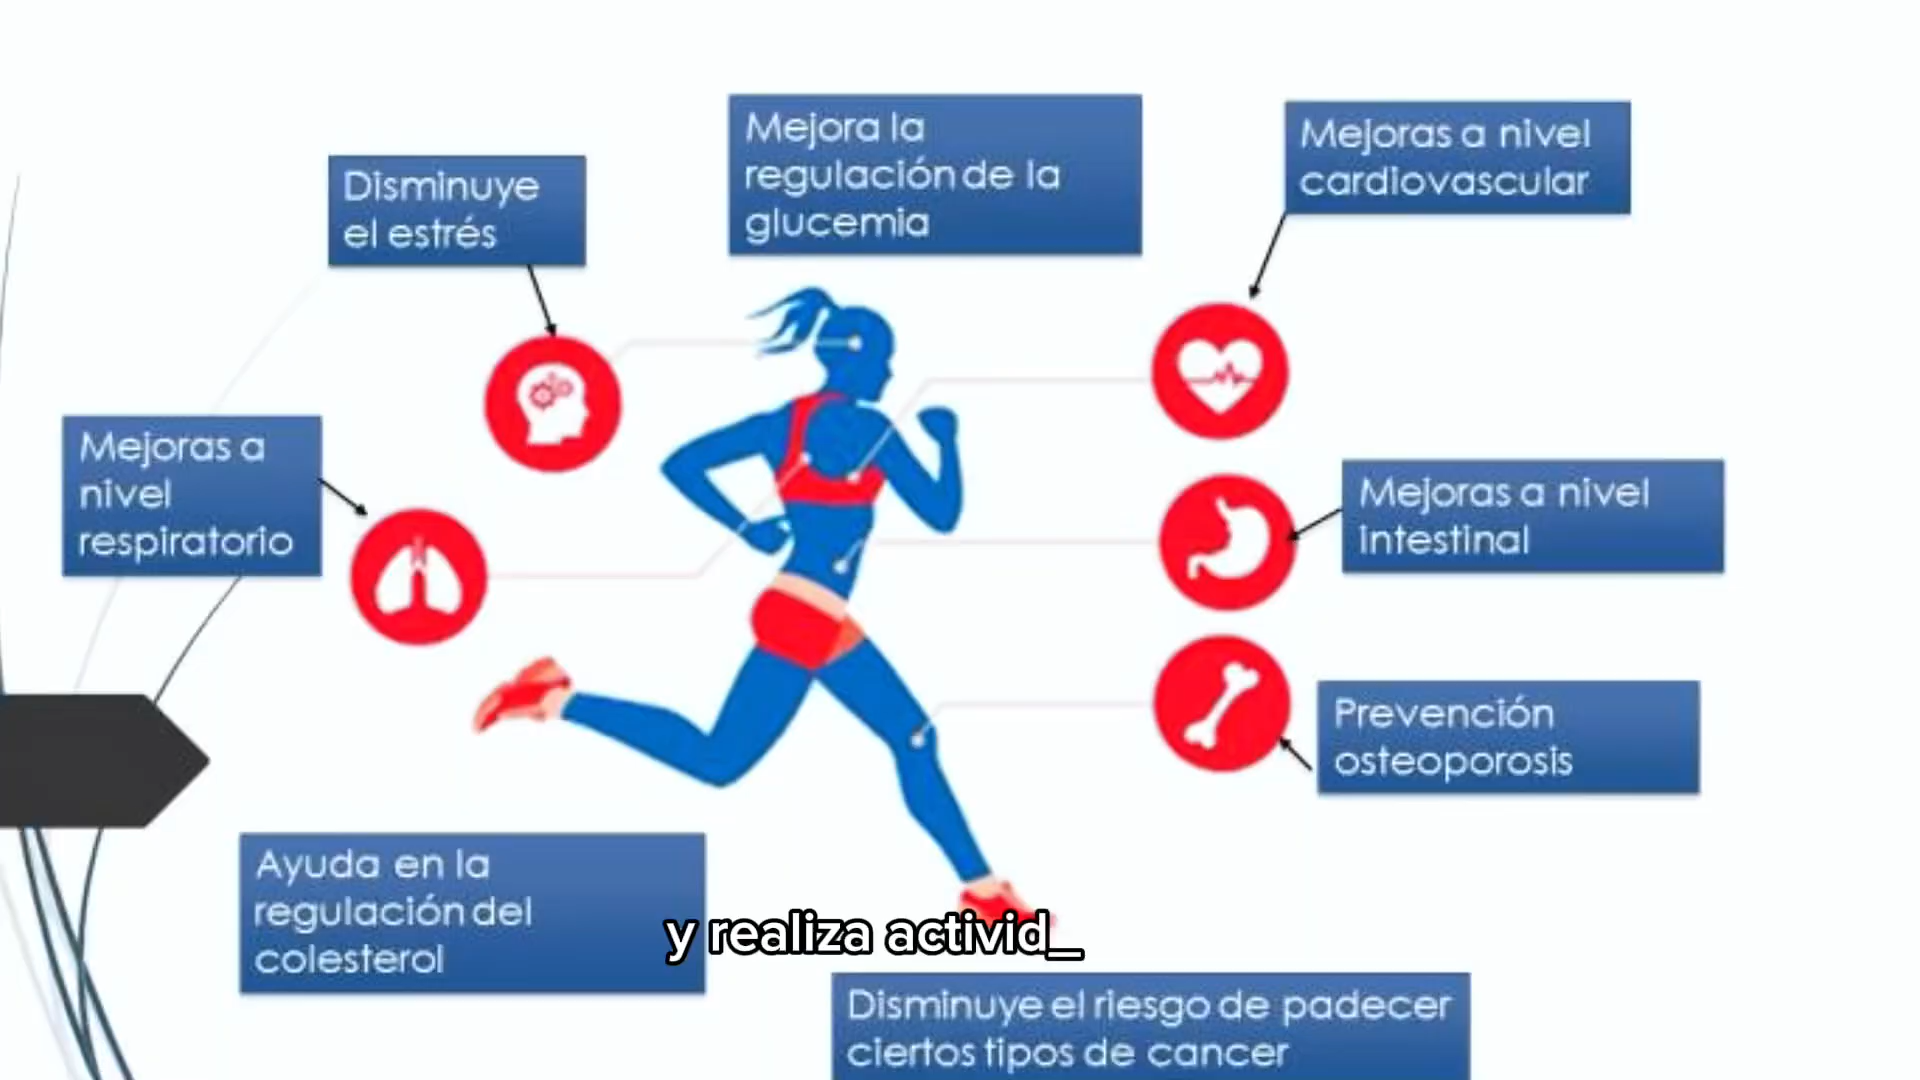 Mejora la
regulación de la
glucemia
Mejoras a nivel
cardiovascular
Disminuye
el estrés
Mejoras a
nivel
respiratorio
Mejoras a nivel
intestinal
Prevención
osteoporosis
Ayuda en la
regulación del
colesterol
y realiza activid_
Disminuye el riesgo de padecer
ciertos tipos de cancer